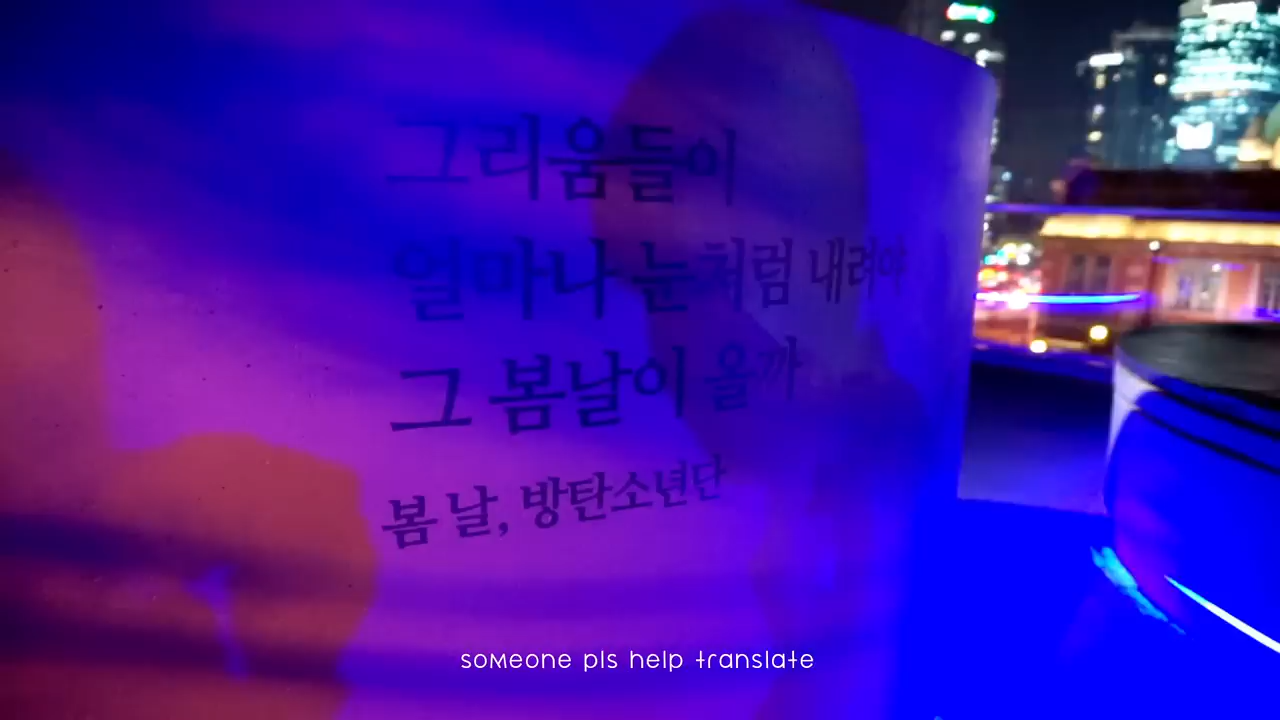 그리움들이
얼마나 눈처럼 내려야
그 봄날이 올까
봄 날, 방탄소년단
someone pls help translate